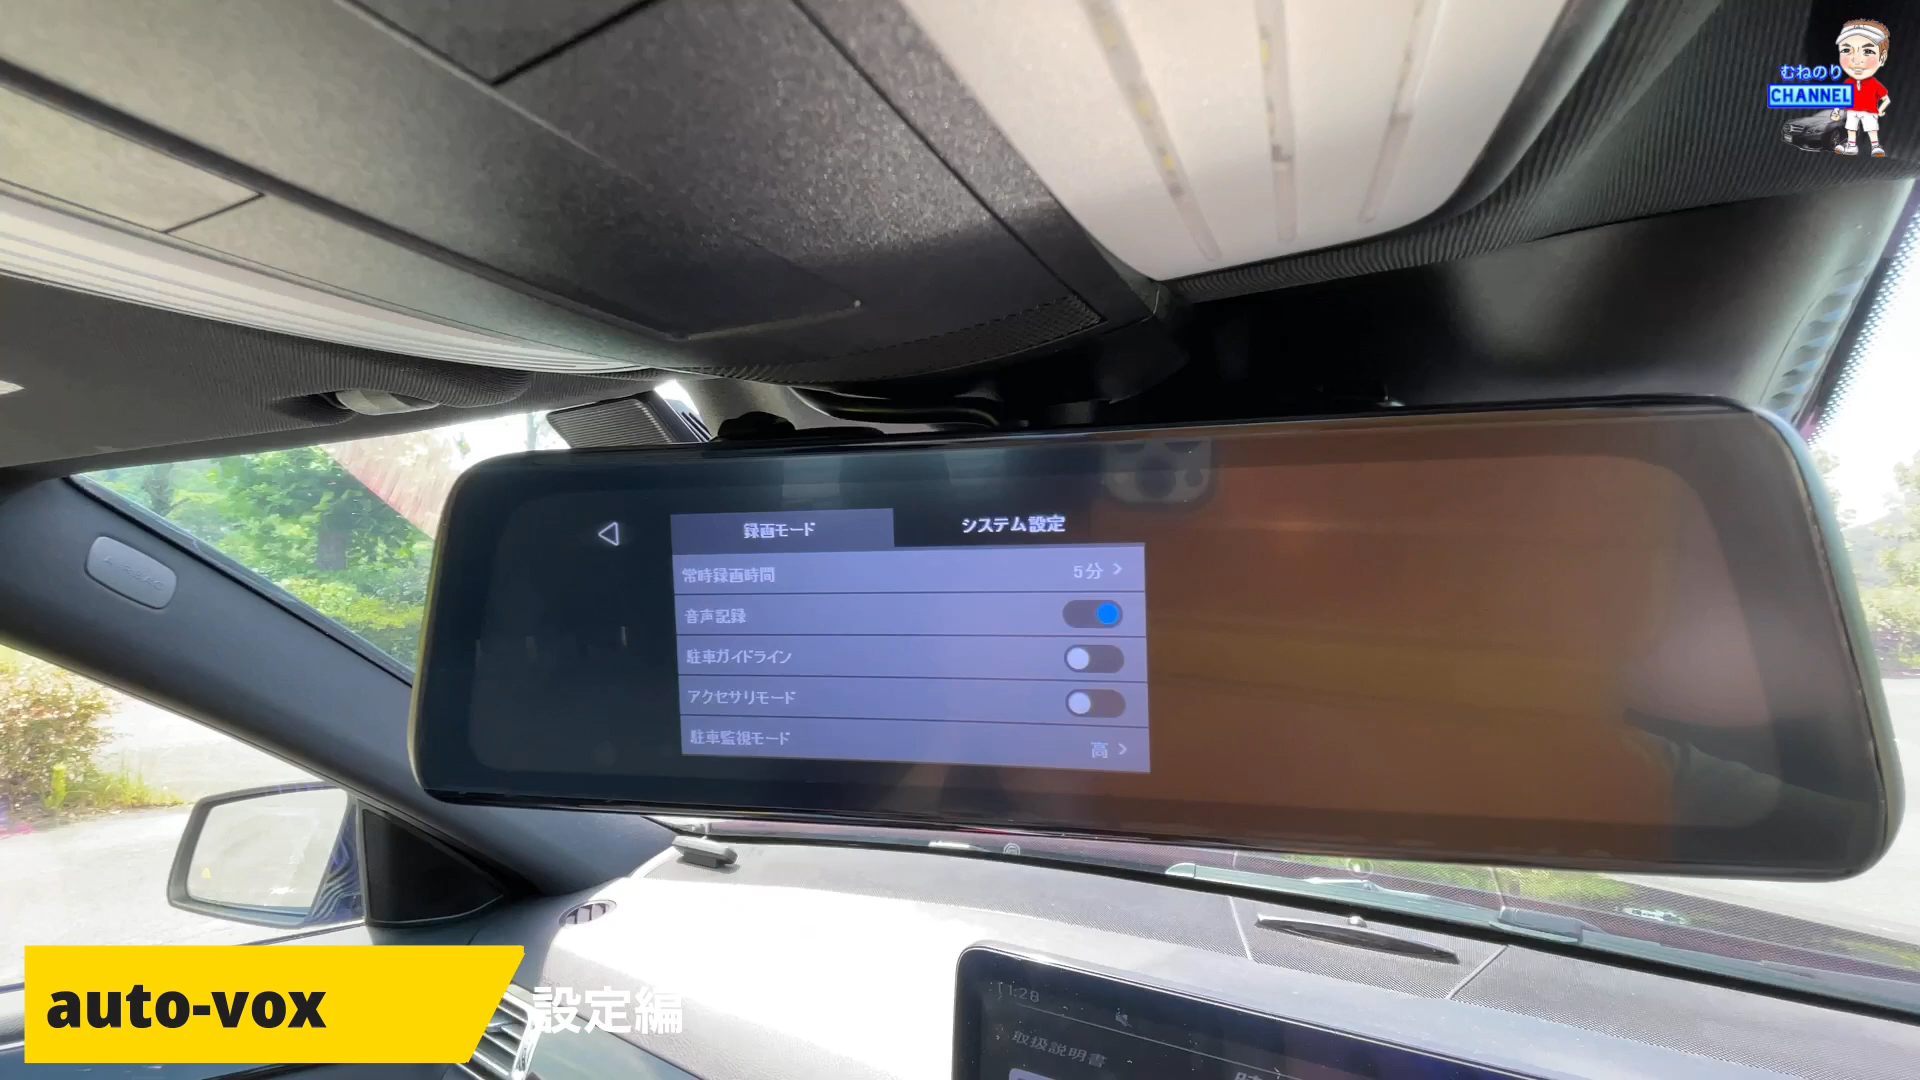 むねのり
CHANNEL
録画モード
システム設定
常時録画時間
5分
音声記録
駐車ガイドライン
アクセサリモード
駐車監視モード
高
auto-vox
設定編
11:28
取扱説明書